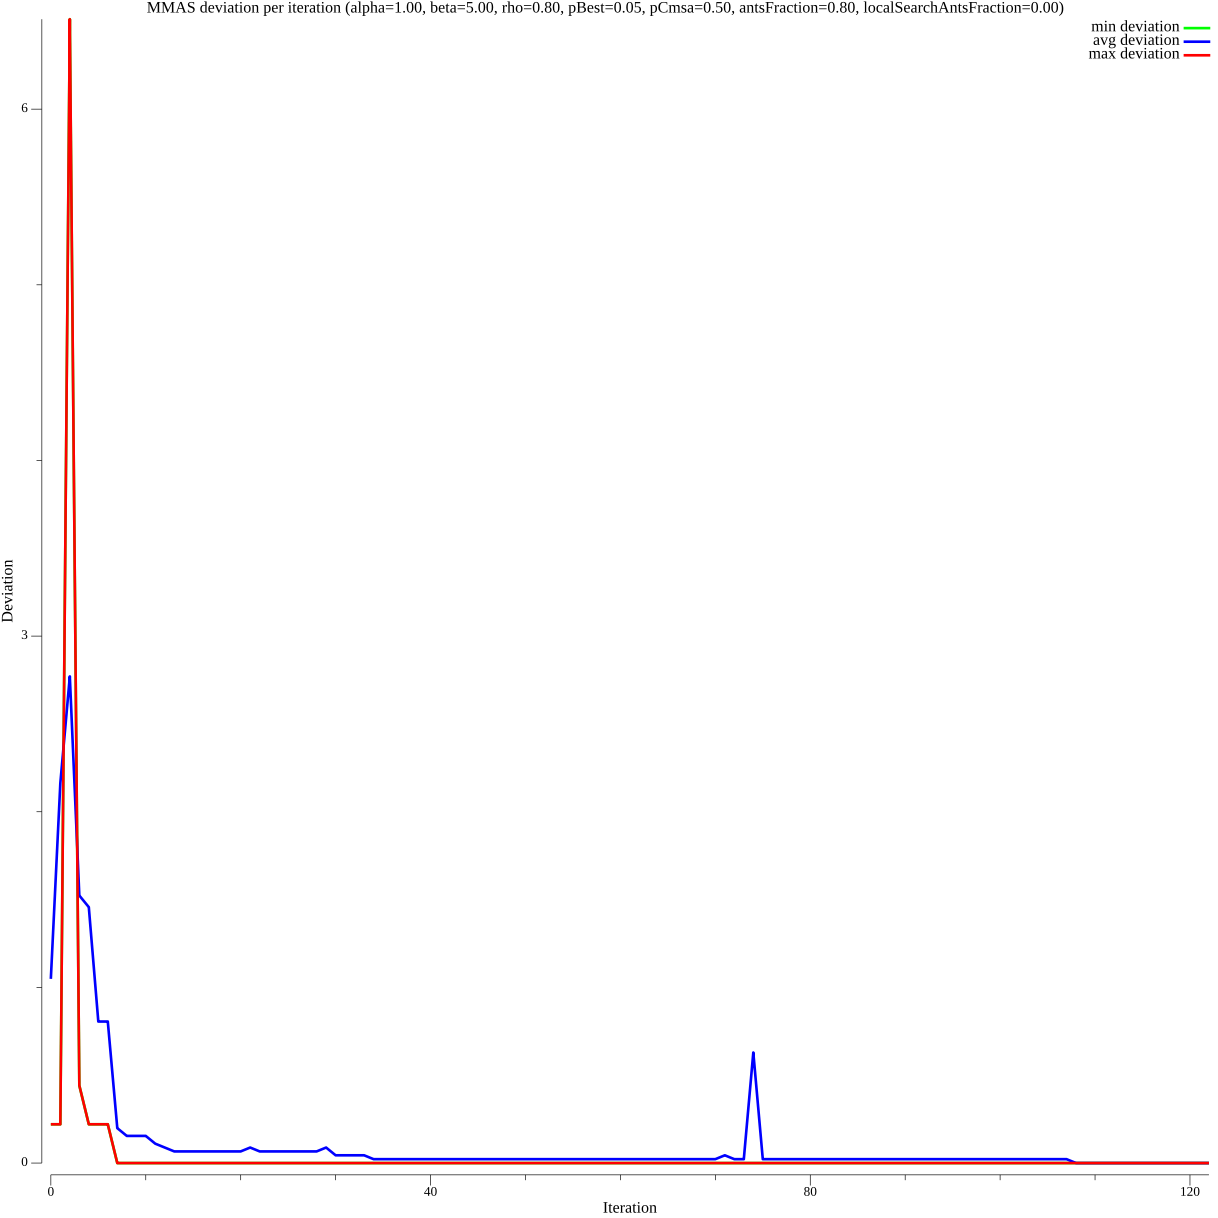 MMAS deviation per iteration (alpha=1.00, beta=5.00, rho=0.80, pBest=0.05, pCmsa=0.50, antsFraction=0.80, localSearchAntsFraction=0.00)
min deviation
avg deviation
max deviation
6
3
0
Deviation
0 40 80 120
Iteration